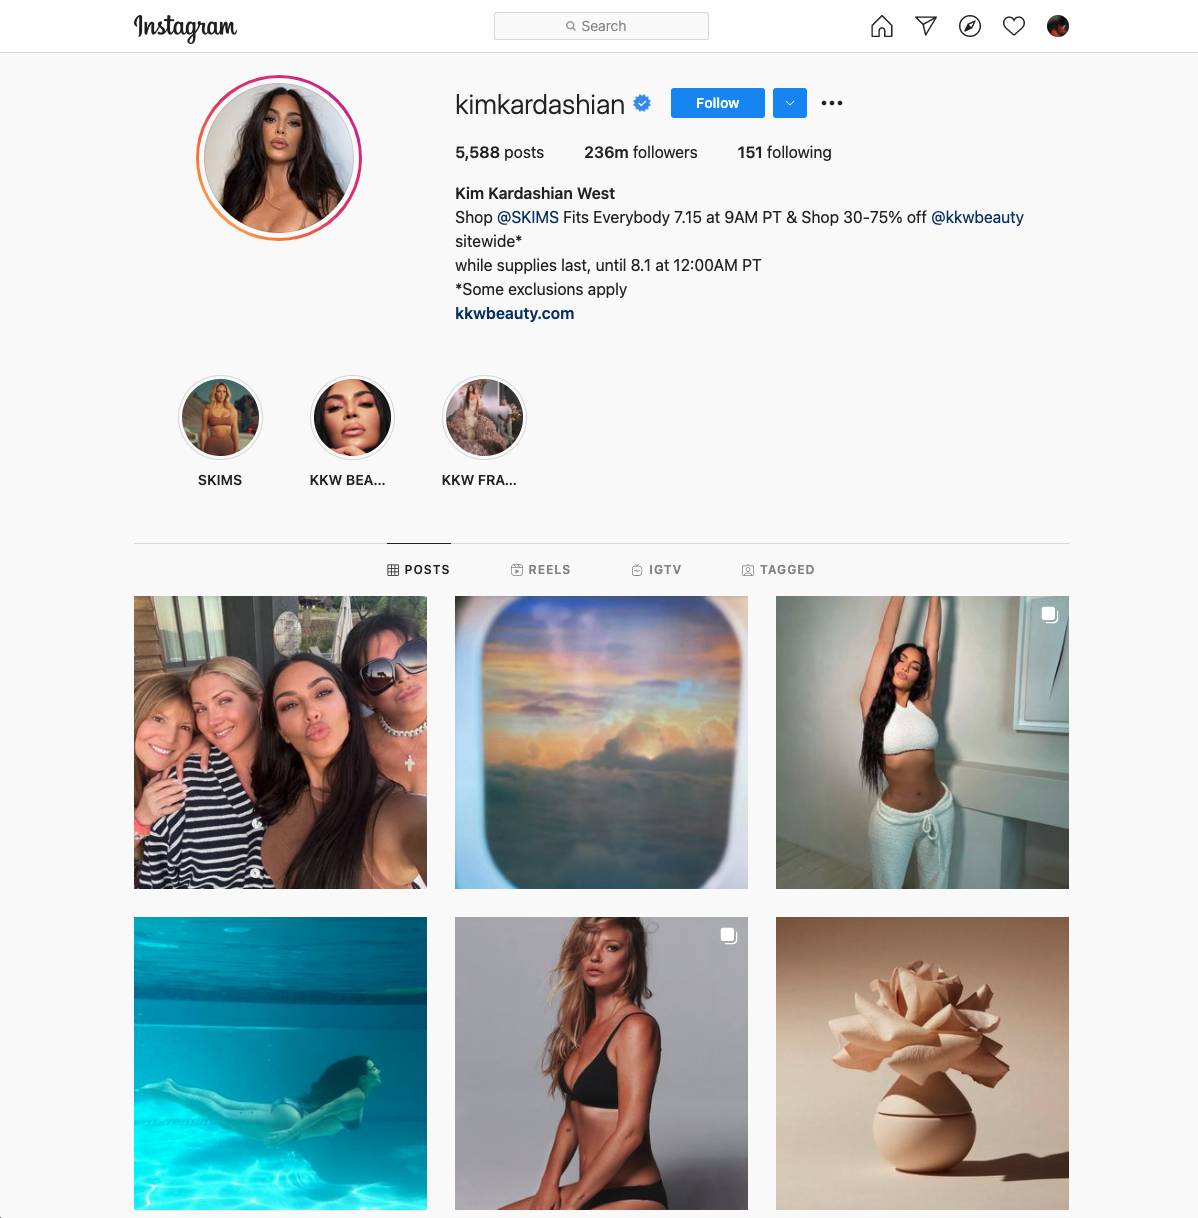 Instagram
Search
kimkardashian
Follow
5,588 posts 236m followers 151 following
Kim Kardashian West
Shop @SKIMS Fits Everybody 7.15 at 9AM PT & Shop 30-75% off @kkwbeauty
sitewide*
while supplies last, until 8.1 at 12:00AM PT
*Some exclusions apply
kkwbeauty.com
SKIMS KKW BEA... KKW FRA...
POSTS REELS IGTV TAGGED